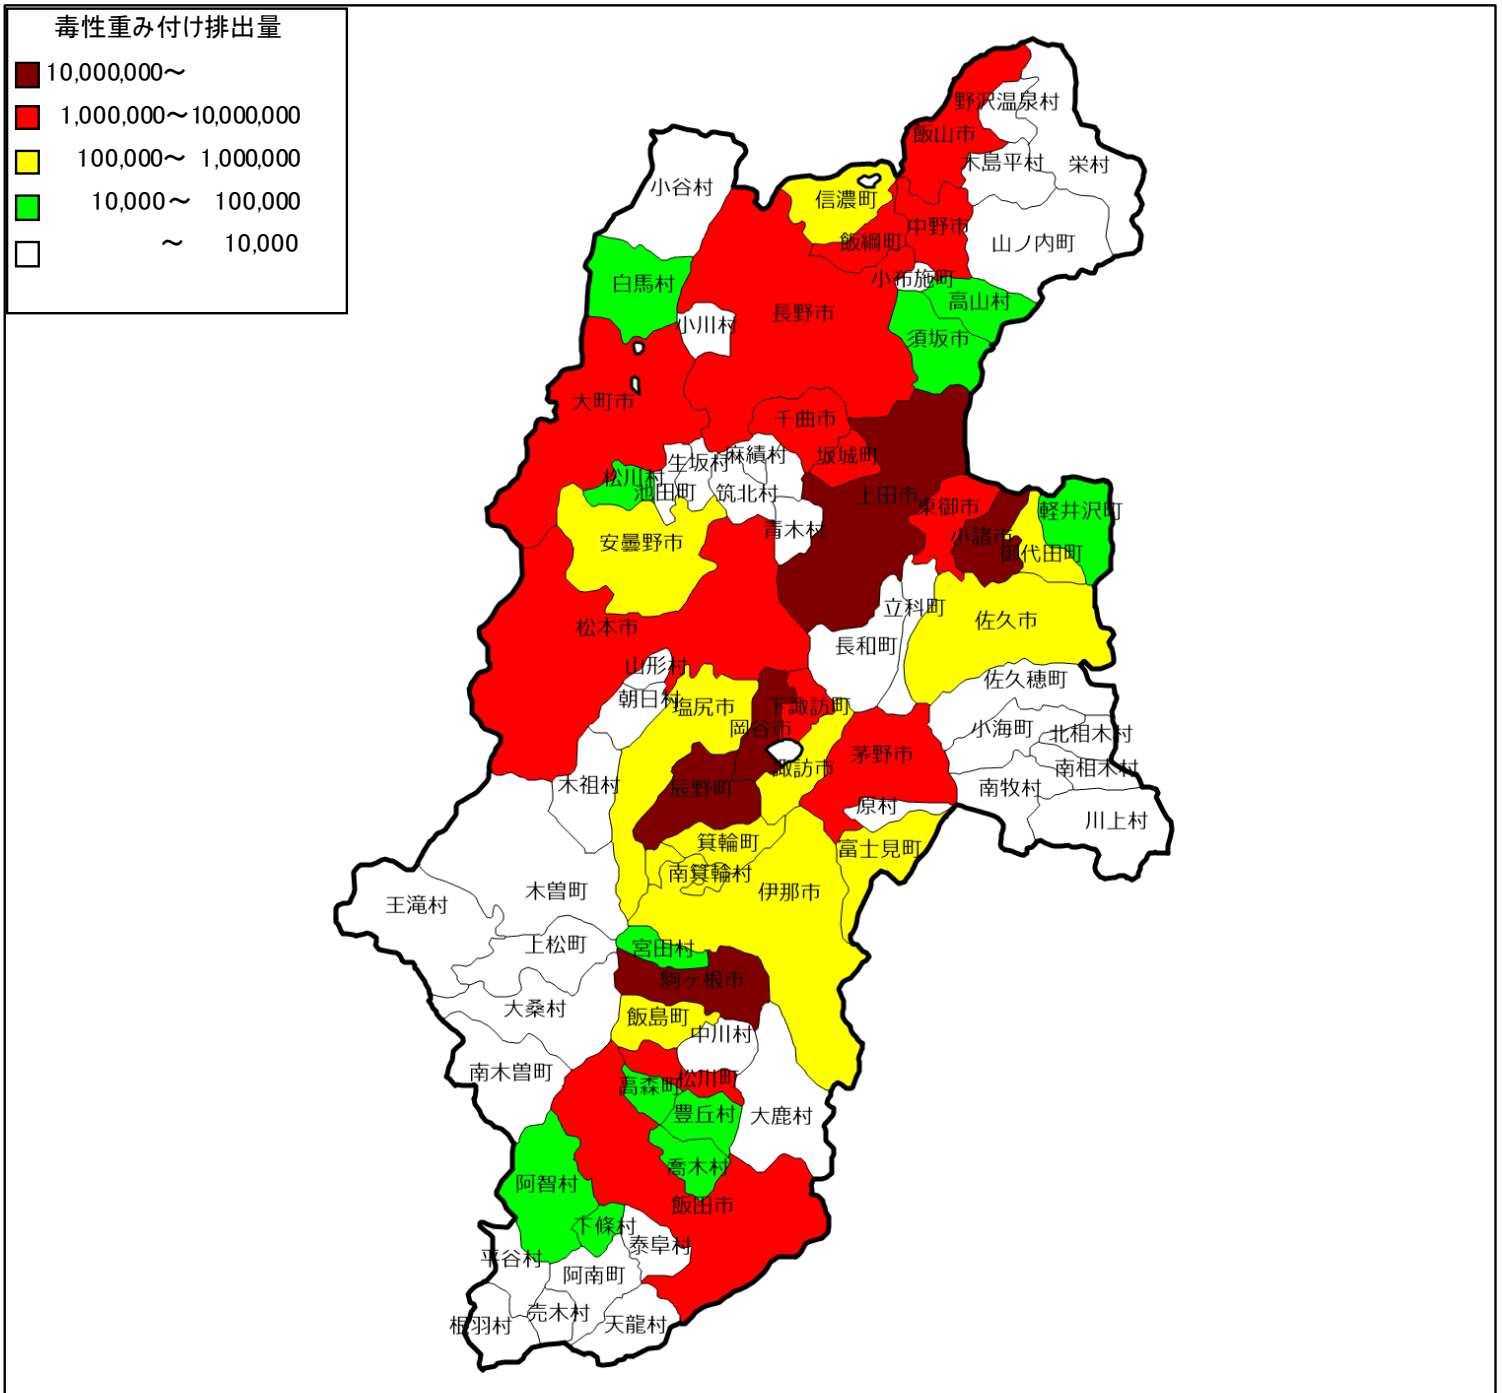 毒性重み付け排出量
10,000,000～
1,000,000～10,000,000
100,000～ 1,000,000
10,000～ 100,000
～ 10,000
野沢温泉村
飯山市
木島平村
栄村
小谷村
信濃町
中野市
飯綱町
山ノ内町
小布施町
白馬村
高山村
長野市
小川村
須坂市
大町市
千曲市
麻績村
坂城町
生坂村
松川村
池田町
筑北村
上田市
東御市
軽井沢町
青木村
小諸市
安曇野市
御代田町
立科町
佐久市
松本市
長和町
山形村
佐久穂町
朝日村
塩尻市
下諏訪町
岡谷市
小海町
北相木村
茅野市
諏訪市
南相木村
木祖村
辰野町
南牧村
原村
川上村
箕輪町
富士見町
南箕輪村
木曽町
伊那市
王滝村
上松町
宮田村
駒ヶ根市
大桑村
飯島町
中川村
南木曽町
松川町
高森町
豊丘村
大鹿村
喬木村
阿智村
飯田市
下條村
泰阜村
平谷村
阿南町
売木村
根羽村
天龍村